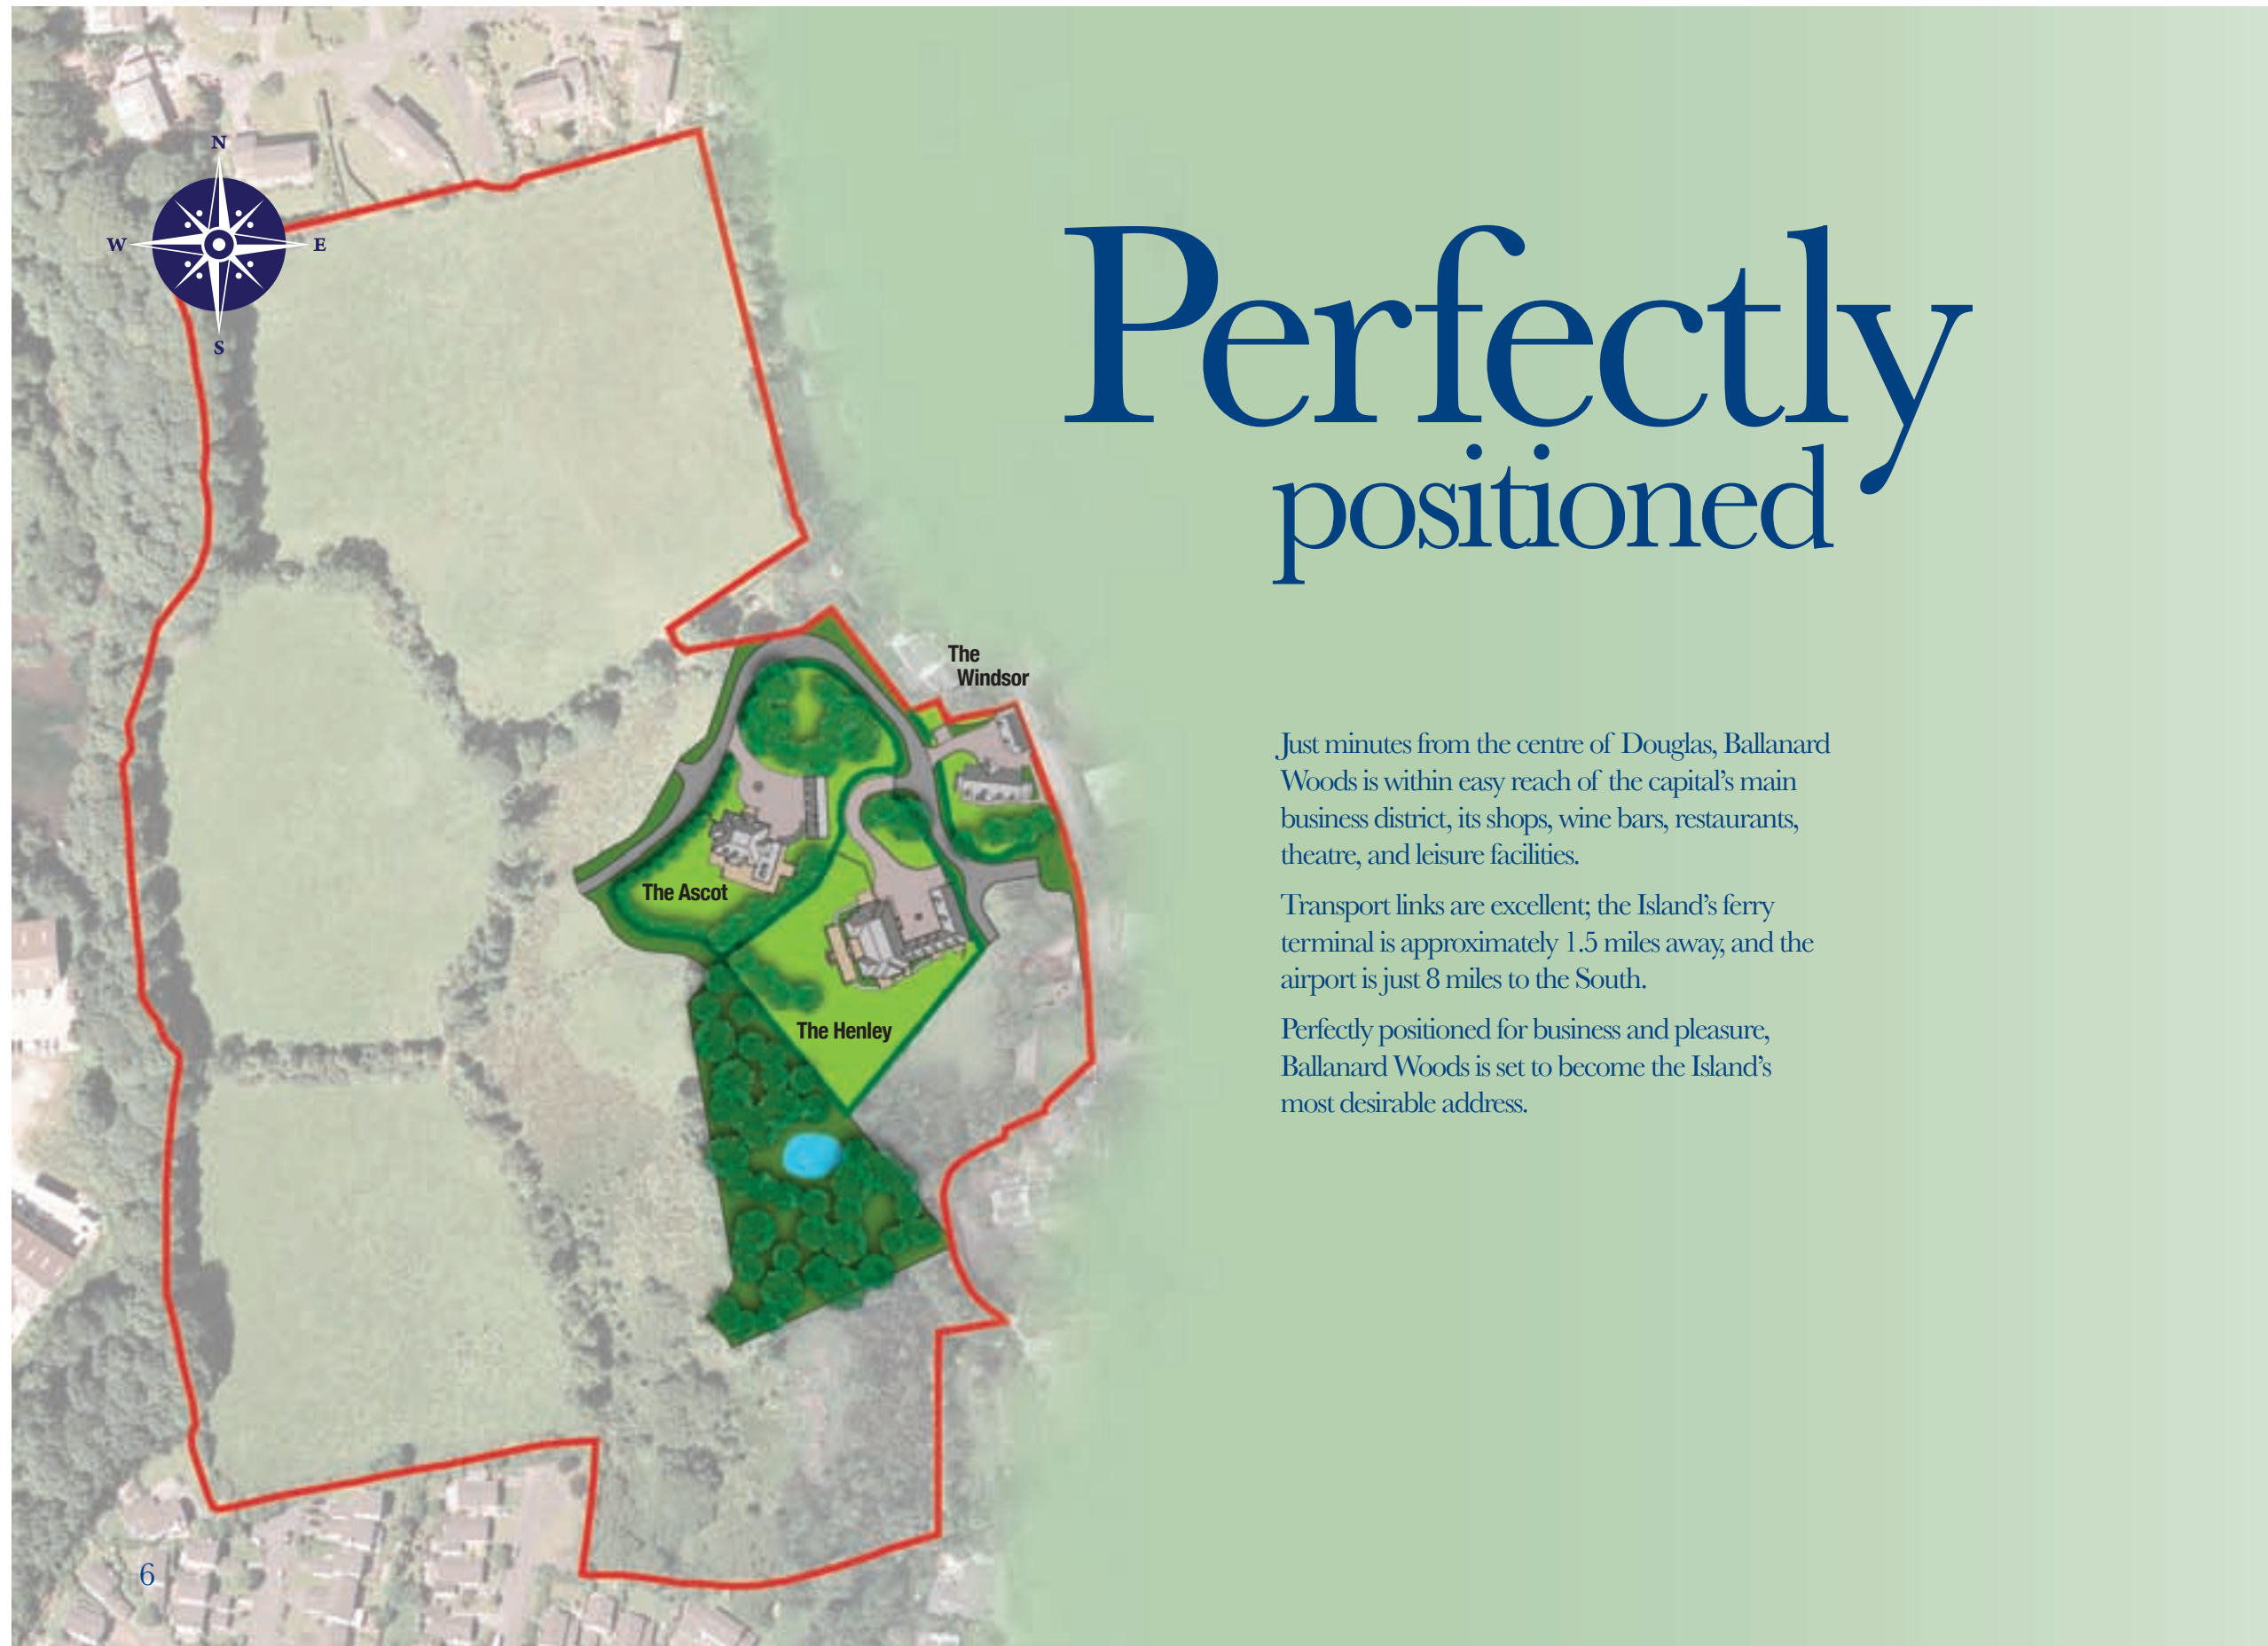 N
W
E
S
Perfectly
positioned
The
Windsor
The Ascot
The Henley
Just minutes from the centre of Douglas, Ballanard
Woods is within easy reach of the capital’s main
business district, its shops, wine bars, restaurants,
theatre, and leisure facilities.
Transport links are excellent; the Island’s ferry
terminal is approximately 1.5 miles away, and the
airport is just 8 miles to the South.
Perfectly positioned for business and pleasure,
Ballanard Woods is set to become the Island’s
most desirable address.
6